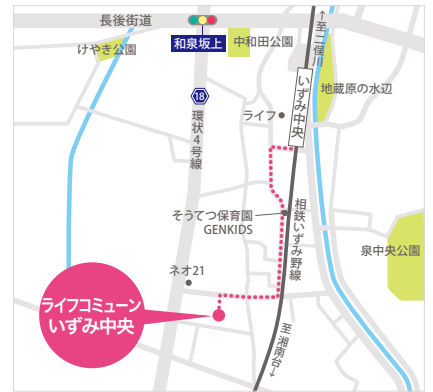 長後街道
↑至二俣川
和泉坂上
中和田公園
けやき公園
いずみ中央
地蔵原の水辺
18
環状4号線
ライフ
そうてつ保育園
GENKIDS
相鉄いずみ野線
泉中央公園
ネオ21
ライフコミューン
いずみ中央
至 湘南台↓